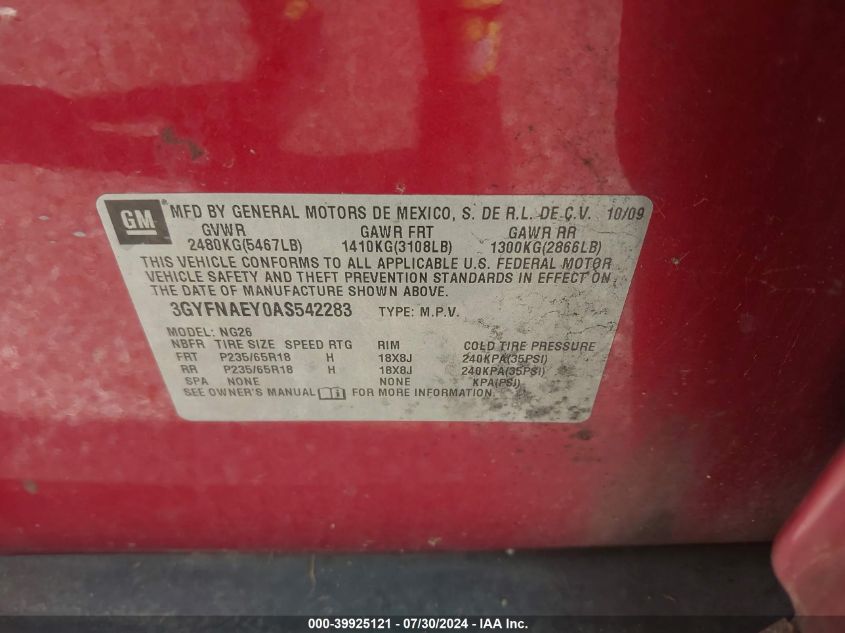 GM MFD BY GENERAL MOTORS DE MEXICO, S. DE R.L. DE C.V. 10/09
GVWR GAWR FRT GAWR RR
2480KG(5467LB) 1410KG(3108LB) 1300KG(2866LB)
THIS VEHICLE CONFORMS TO ALL APPLICABLE U.S. FEDERAL MOTOR
VEHICLE SAFETY AND THEFT PREVENTION STANDARDS IN EFFECT ON
THE DATE OF MANUFACTURE SHOWN ABOVE.
3GYFNAEY0AS542283 TYPE: M.P.V.
MODEL: NG26
NBFR TIRE SIZE SPEED RTG RIM COLD TIRE PRESSURE
FRT P235/65R18 H 18X8J 240KPA(35PSI)
RR P235/65R18 H 18X8J 240KPA(35PSI)
SPA NONE NONE KPA(PSI)
SEE OWNER'S MANUAL FOR MORE INFORMATION.
000-39925121 - 07/30/2024 - IAA Inc.